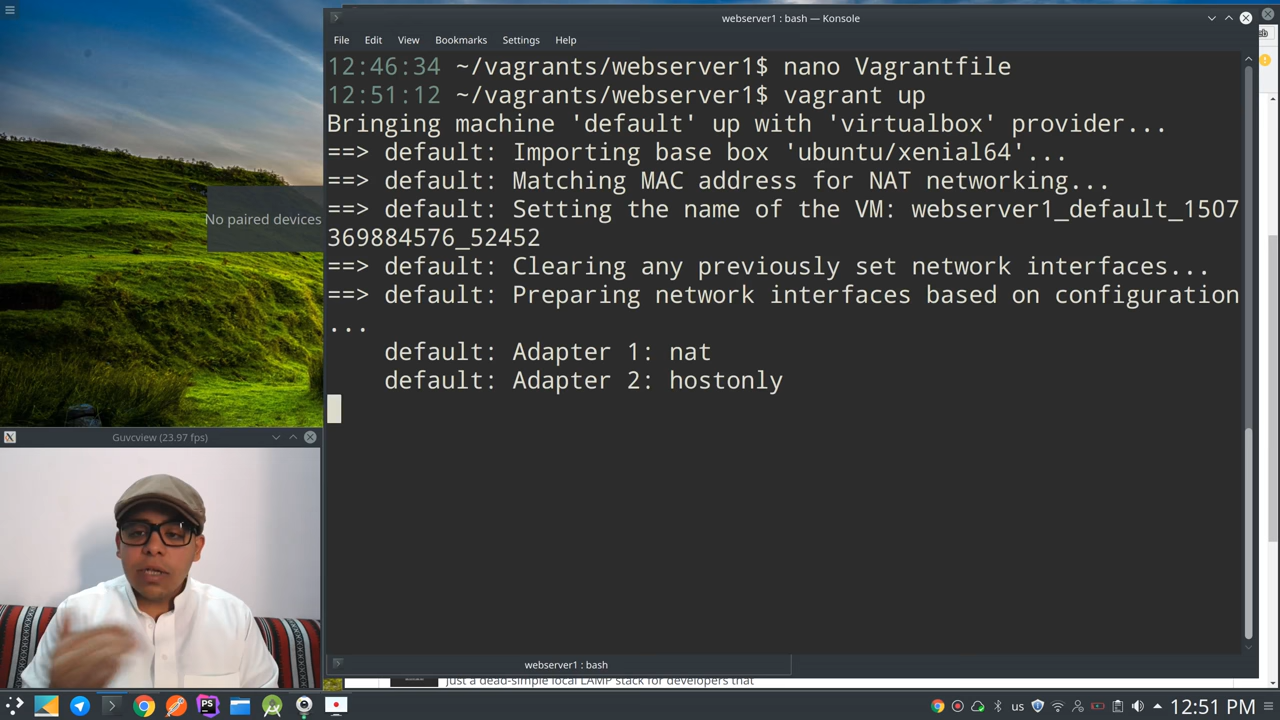 webserver1 : bash — Konsole
File Edit View Bookmarks Settings Help
12:46:34 ~/vagrants/webserver1$ nano Vagrantfile
12:51:12 ~/vagrants/webserver1$ vagrant up
Bringing machine 'default' up with 'virtualbox' provider...
==> default: Importing base box 'ubuntu/xenial64'...
==> default: Matching MAC address for NAT networking...
==> default: Setting the name of the VM: webserver1_default_1507
369884576_52452
==> default: Clearing any previously set network interfaces...
==> default: Preparing network interfaces based on configuration
...
default: Adapter 1: nat
default: Adapter 2: hostonly
No paired devices
Guvcview (23.97 fps)
webserver1 : bash
just a dead-simple local LAMP stack for developers that
PS
us
12:51 PM